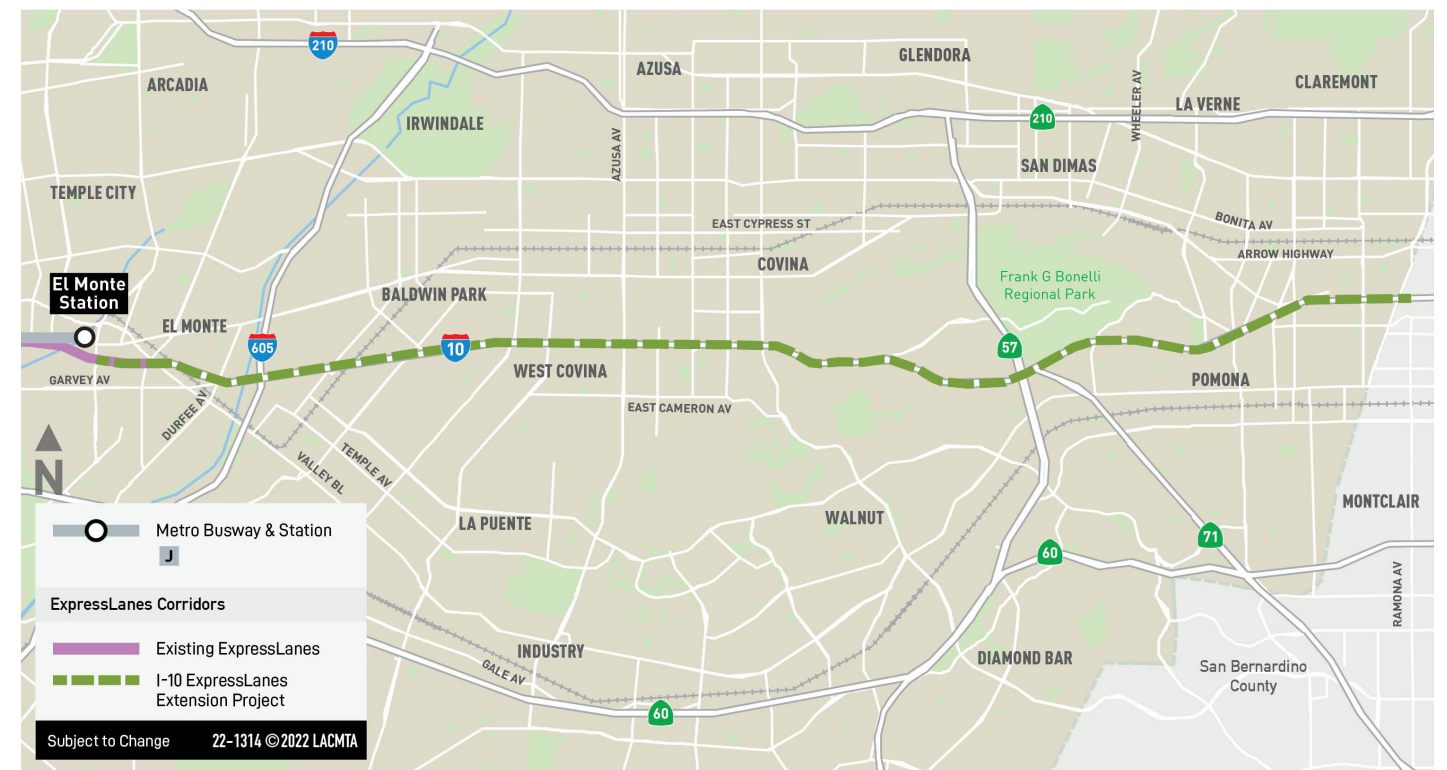 210
ARCADIA
IRWINDALE
AZUSA
GLENDORA
CLAREMONT
LA VERNE
WHEELER AV
210
AZUSA AV
SAN DIMAS
TEMPLE CITY
EAST CYPRESS ST
BONITA AV
ARROW HIGHWAY
COVINA
Frank G Bonelli
Regional Park
El Monte
Station
BALDWIN PARK
EL MONTE
605
10
57
WEST COVINA
POMONA
GARVEY AV
DURFEE AV
EAST CAMERON AV
N
TEMPLE AV
VALLEY BL
LA PUENTE
WALNUT
MONTCLAIR
71
60
RAMONA AV
INDUSTRY
GALE AV
DIAMOND BAR
San Bernardino
County
60
Metro Busway & Station
J
ExpressLanes Corridors
Existing ExpressLanes
I-10 ExpressLanes
Extension Project
Subject to Change
22-1314 ©2022 LACMTA